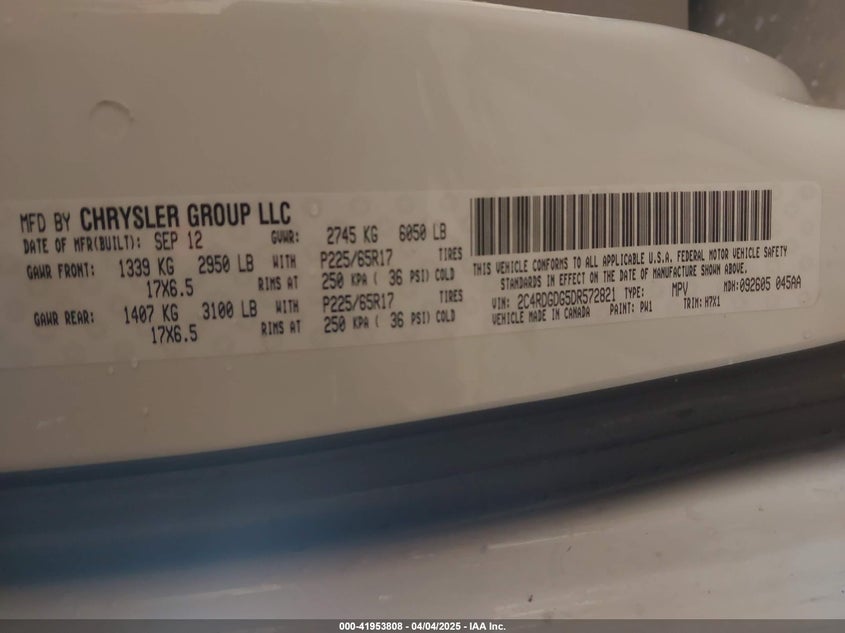 MFD BY CHRYSLER GROUP LLC
DATE OF MFR(BUILT): SEP 12 GVWR: 2745 KG 6050 LB
GAWR FRONT: 1339 KG 2950 LB WITH P225/65R17 TIRES
17X6.5 RIMS AT 250 KPA ( 36 PSI) COLD
GAWR REAR: 1407 KG 3100 LB WITH P225/65R17 TIRES
17X6.5 RIMS AT 250 KPA ( 36 PSI) COLD
THIS VEHICLE CONFORMS TO ALL APPLICABLE U.S.A. FEDERAL MOTOR VEHICLE SAFETY
STANDARDS IN EFFECT ON THE DATE OF MANUFACTURE SHOWN ABOVE.
VIN: 2C4RDGDG5DR572821 TYPE: MPV MDH:092605 045AA
VEHICLE MADE IN CANADA PAINT: PW1 TRIM: H7X1
000-41953808 - 04/04/2025 - IAA Inc.